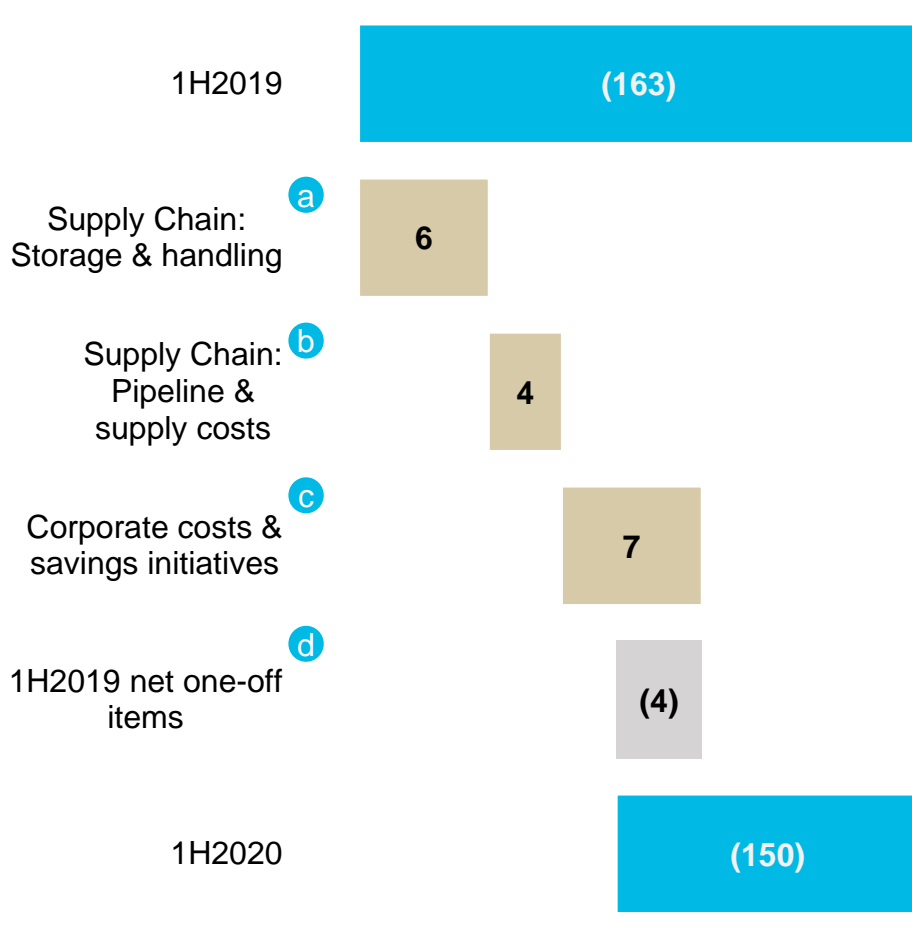 1H2019
(163)
a
Supply Chain:
Storage & handling
6
b
Supply Chain:
Pipeline &
supply costs
4
c
Corporate costs &
savings initiatives
7
d
1H2019 net one-off
items
(4)
1H2020
(150)